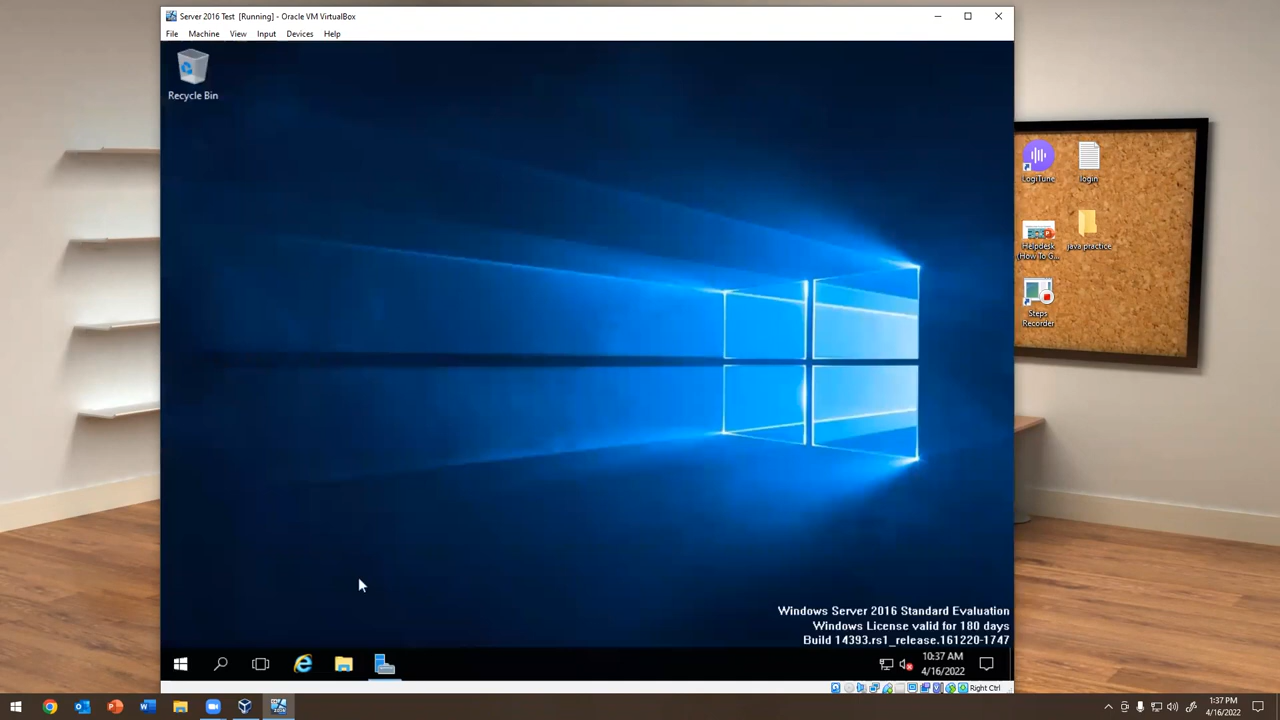 Server 2016 Test [Running] - Oracle VM VirtualBox
File Machine View Input Devices Help
Recycle Bin
LogiTune
login
Helpdesk
(How To G...
java practice
Steps
Recorder
Windows Server 2016 Standard Evaluation
Windows License valid for 180 days
Build 14393.rs1_release.161220-1747
10:37 AM
4/16/2022
Right Ctrl
1:37 PM
4/16/2022